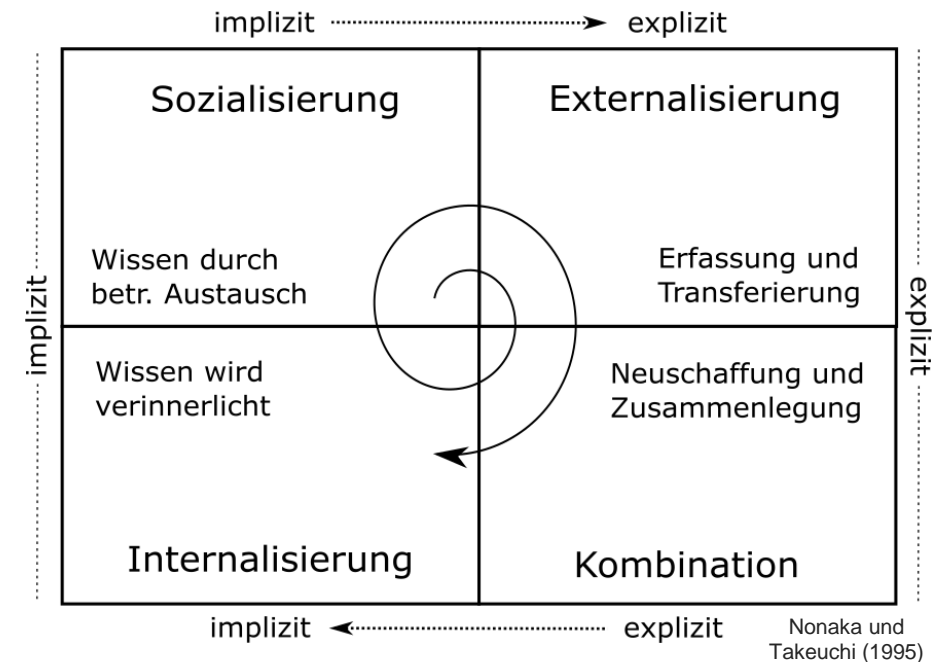 implizit explizit
Sozialisierung
Externalisierung
Wissen durch
betr. Austausch
Erfassung und
Transferierung
implizit
explizit
Wissen wird
verinnerlicht
Neuschaffung und
Zusammenlegung
Internalisierung
Kombination
implizit explizit
Nonaka und
Takeuchi (1995)